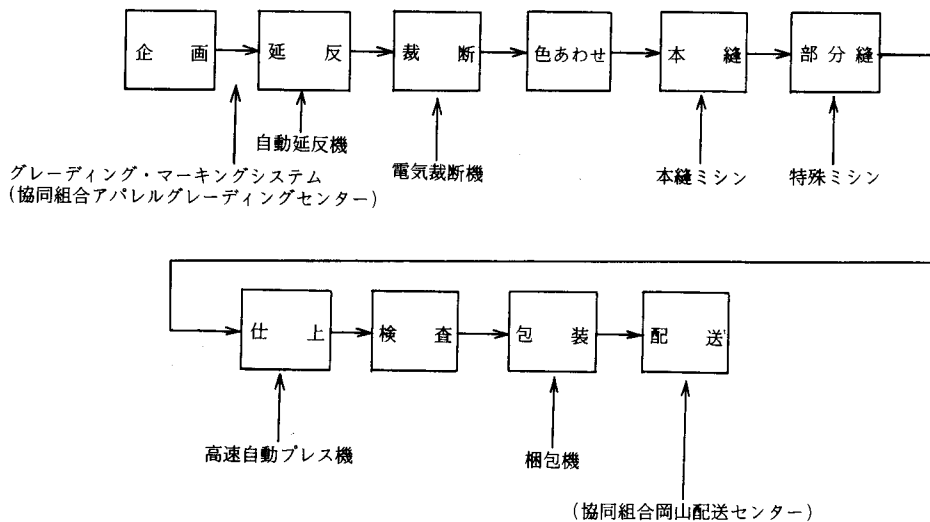 企画 延反 裁断 色あわせ 本縫 部分縫
自動延反機
電気裁断機
本縫ミシン
特殊ミシン
グレーディング・マーキングシステム
(協同組合アパレルグレーディングセンター)
仕上 検査 包装 配送
高速自動プレス機
梱包機
(協同組合岡山配送センター)